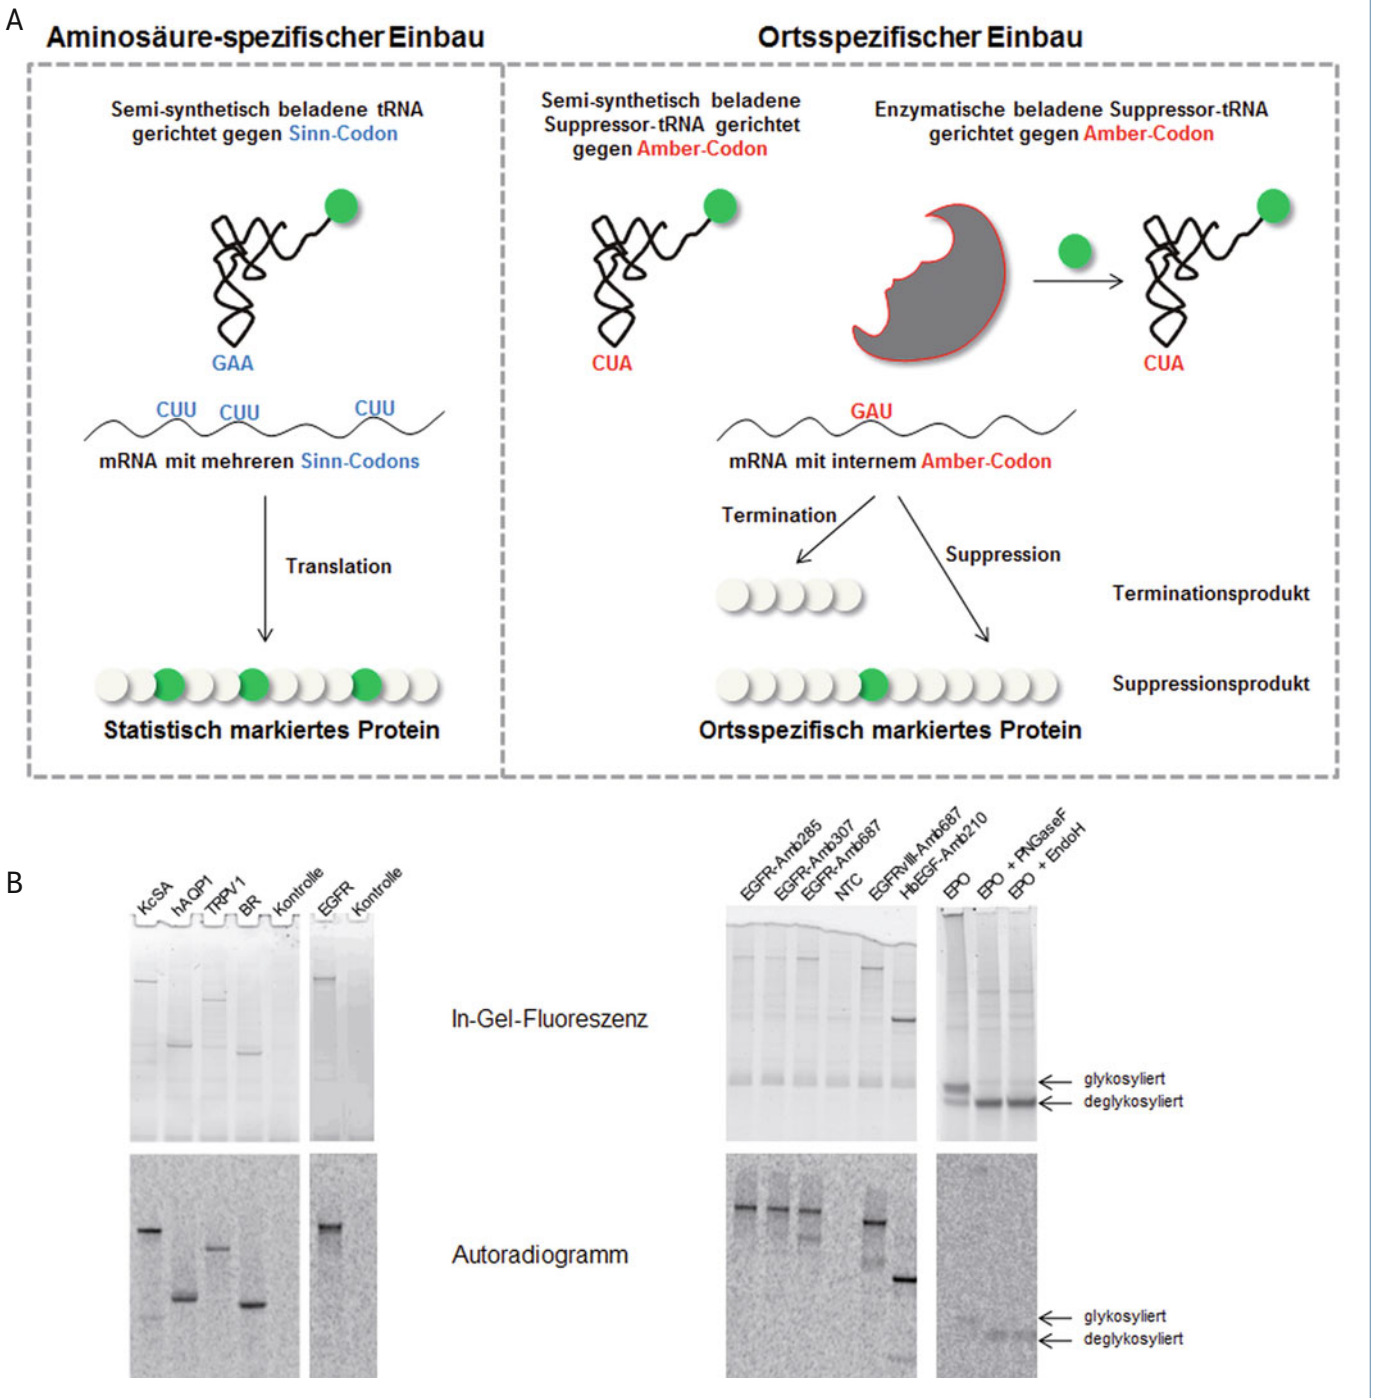 A
Aminosäure-spezifischer Einbau
Ortsspezifischer Einbau
Semi-synthetisch beladene tRNA
gerichtet gegen Sinn-Codon
Semi-synthetisch beladene
Suppressor-tRNA gerichtet
gegen Amber-Codon
Enzymatische beladene Suppressor-tRNA
gerichtet gegen Amber-Codon
GAA
CUA
CUA
CUU CUU CUU
GAU
mRNA mit mehreren Sinn-Codons
mRNA mit internem Amber-Codon
Translation
Termination
Suppression
Terminationsprodukt
Suppressionsprodukt
Statistisch markiertes Protein
Ortsspezifisch markiertes Protein
B
KcSA
hAQP1
TRPV1
BR
Kontrolle
EGFR
Kontrolle
EGFR-Amb285
EGFR-Amb307
EGFR-Amb687
NTC
EGFRvIII-Amb687
HbEGF-Amb210
EPO
EPO + PNGaseF
EPO + EndoH
In-Gel-Fluoreszenz
glykosyliert
deglykosyliert
Autoradiogramm
glykosyliert
deglykosyliert